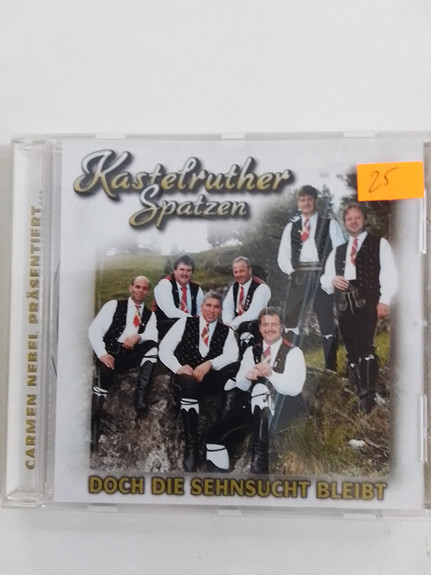 Kastelruther
Spatzen
25
CARMEN NEBEL PRÄSENTIERT...
DOCH DIE SEHNSUCHT BLEIBT